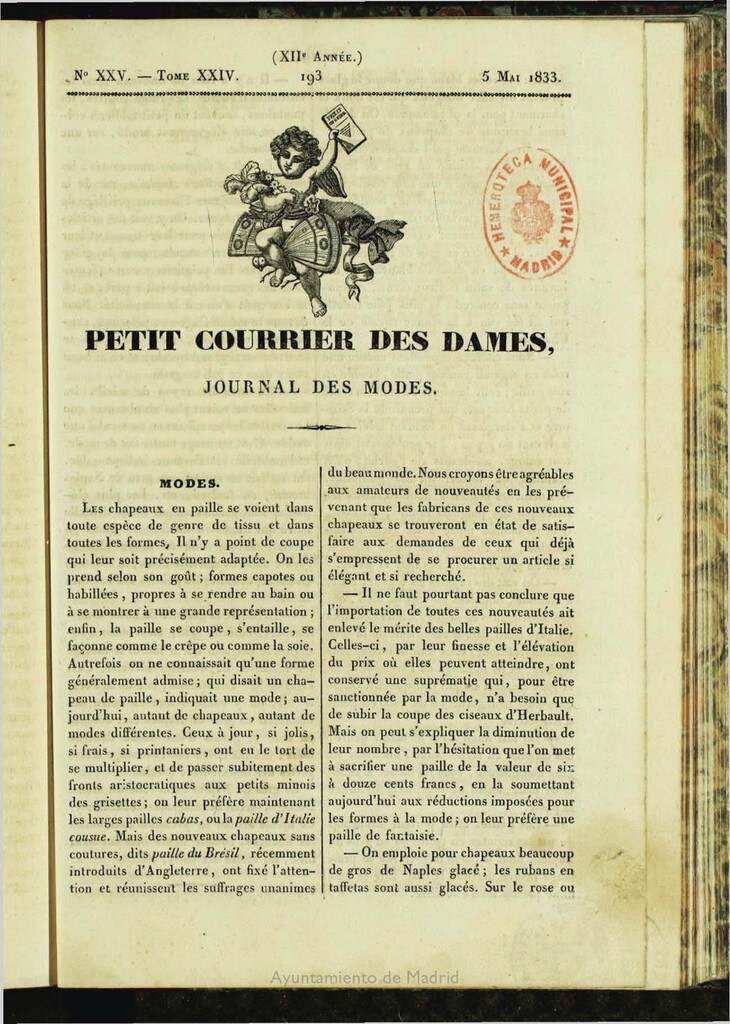 (XIIe ANNÉE.)
No XXV. — TOME XXIV. 193 5 MAI 1833.
HEMEROTECA MUNICIPAL
MADRID
PETIT COURRIER DES DAMES,
JOURNAL DES MODES.
MODES.
LES chapeaux en paille se voient dans
toute espèce de genre de tissu et dans
toutes les formes. Il n'y a point de coupe
qui leur soit précisément adaptée. On les
prend selon son goût ; formes capotes ou
habillées , propres à se rendre au bain ou
à se montrer à une grande représentation ;
enfin , la paille se coupe , s'entaille , se
façonne comme le crêpe ou comme la soie.
Autrefois on ne connaissait qu'une forme
généralement admise ; qui disait un cha-
peau de paille , indiquait une mode ; au-
jourd'hui , autant de chapeaux , autant de
modes différentes. Ceux à jour , si jolis ,
si frais , si printaniers , ont eu le tort de
se multiplier , et de passer subitement des
fronts aristocratiques aux petits minois
des grisettes ; on leur préfère maintenant
les larges pailles cabas, ou la paille d'Italie
cousue. Mais des nouveaux chapeaux sans
coutures, dits paille du Brésil , récemment
introduits d'Angleterre , ont fixé l'atten-
tion et réunissent les suffrages unanimes
du beau monde. Nous croyons être agréables
aux amateurs de nouveautés en les pré-
venant que les fabricans de ces nouveaux
chapeaux se trouveront en état de satis-
faire aux demandes de ceux qui déjà
s'empressent de se procurer un article si
élégant et si recherché.
— Il ne faut pourtant pas conclure que
l'importation de toutes ces nouveautés ait
enlevé le mérite des belles pailles d'Italie.
Celles-ci , par leur finesse et l'élévation
du prix où elles peuvent atteindre , ont
conservé une suprématie qui , pour être
sanctionnée par la mode , n'a besoin que
de subir la coupe des ciseaux d'Herbault.
Mais on peut s'expliquer la diminution de
leur nombre , par l'hésitation que l'on met
à sacrifier une paille de la valeur de six
à douze cents francs , en la soumettant
aujourd'hui aux réductions imposées pour
les formes à la mode ; on leur préfère une
paille de fantaisie.
— On emploie pour chapeaux beaucoup
de gros de Naples glacé ; les rubans en
taffetas sont aussi glacés. Sur le rose ou
Ayuntamiento de Madrid